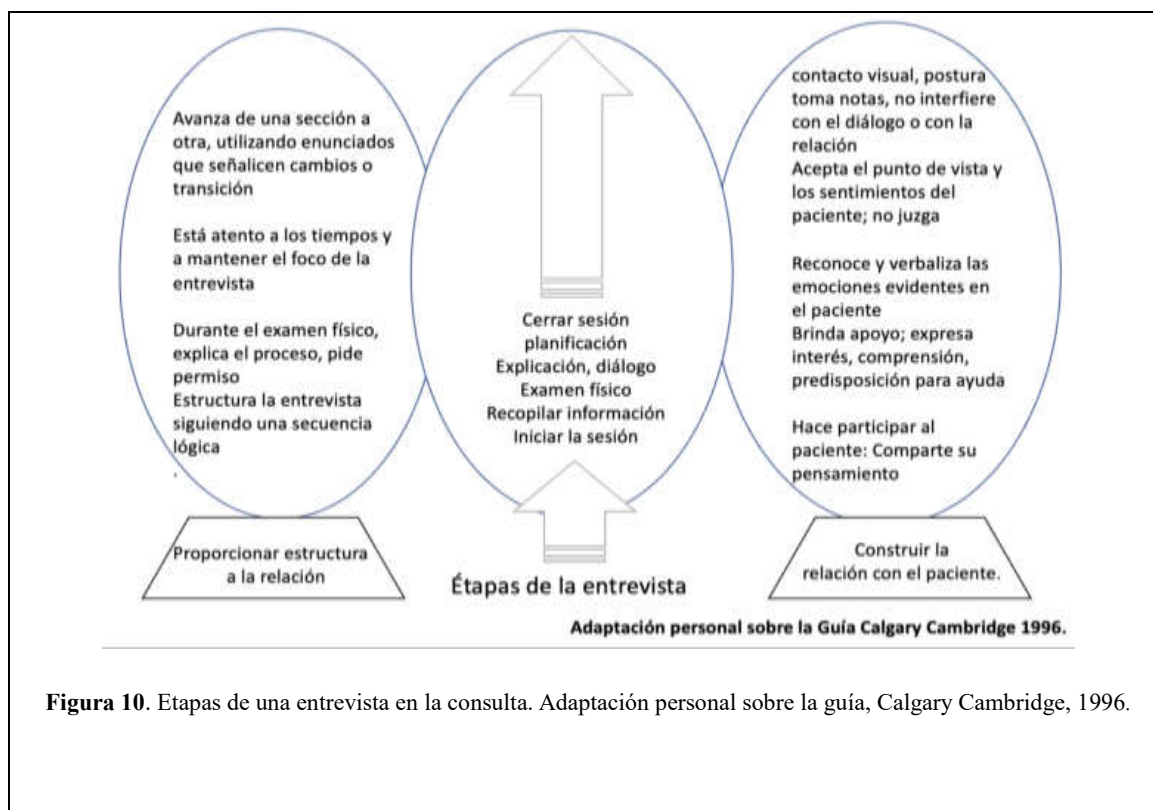 Avanza de una sección a
otra, utilizando enunciados
que señalicen cambios o
transición
Está atento a los tiempos y
a mantener el foco de la
entrevista
Durante el examen físico,
explica el proceso, pide
permiso
Estructura la entrevista
siguiendo una secuencia
lógica
.
Proporcionar estructura
a la relación
Cerrar sesión
planificación
Explicación, diálogo
Examen físico
Recopilar información
Iniciar la sesión
Étapas de la entrevista
contacto visual, postura
toma notas, no interfiere
con el diálogo o con la
relación
Acepta el punto de vista y
los sentimientos del
paciente; no juzga
Reconoce y verbaliza las
emociones evidentes en
el paciente
Brinda apoyo; expresa
interés, comprensión,
predisposición para ayuda
Hace participar al
paciente: Comparte su
pensamiento
Construir la
relación con el paciente.
Adaptación personal sobre la Guía Calgary Cambridge 1996.
Figura 10. Etapas de una entrevista en la consulta. Adaptación personal sobre la guía, Calgary Cambridge, 1996.